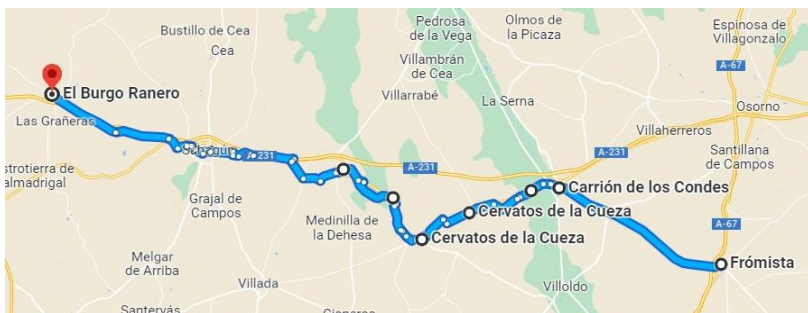 Bustillo de Cea
Cea
Pedrosa
de la Vega
Olmos de
la Picaza
Espinosa de
Villagonzalo
A-67
Villambrán
de Cea
El Burgo Ranero
Villarrabé
La Serna
Osorno
Las Grañeras
Villaherreros
A-231
A-231
Santillana
de Campos
Carrión de los Condes
Grajal de
Campos
Medinilla de
la Dehesa
Cervatos de la Cueza
Cervatos de la Cueza
A-67
Melgar
de Arriba
Villada
Villoldo
Frómista
Santervás